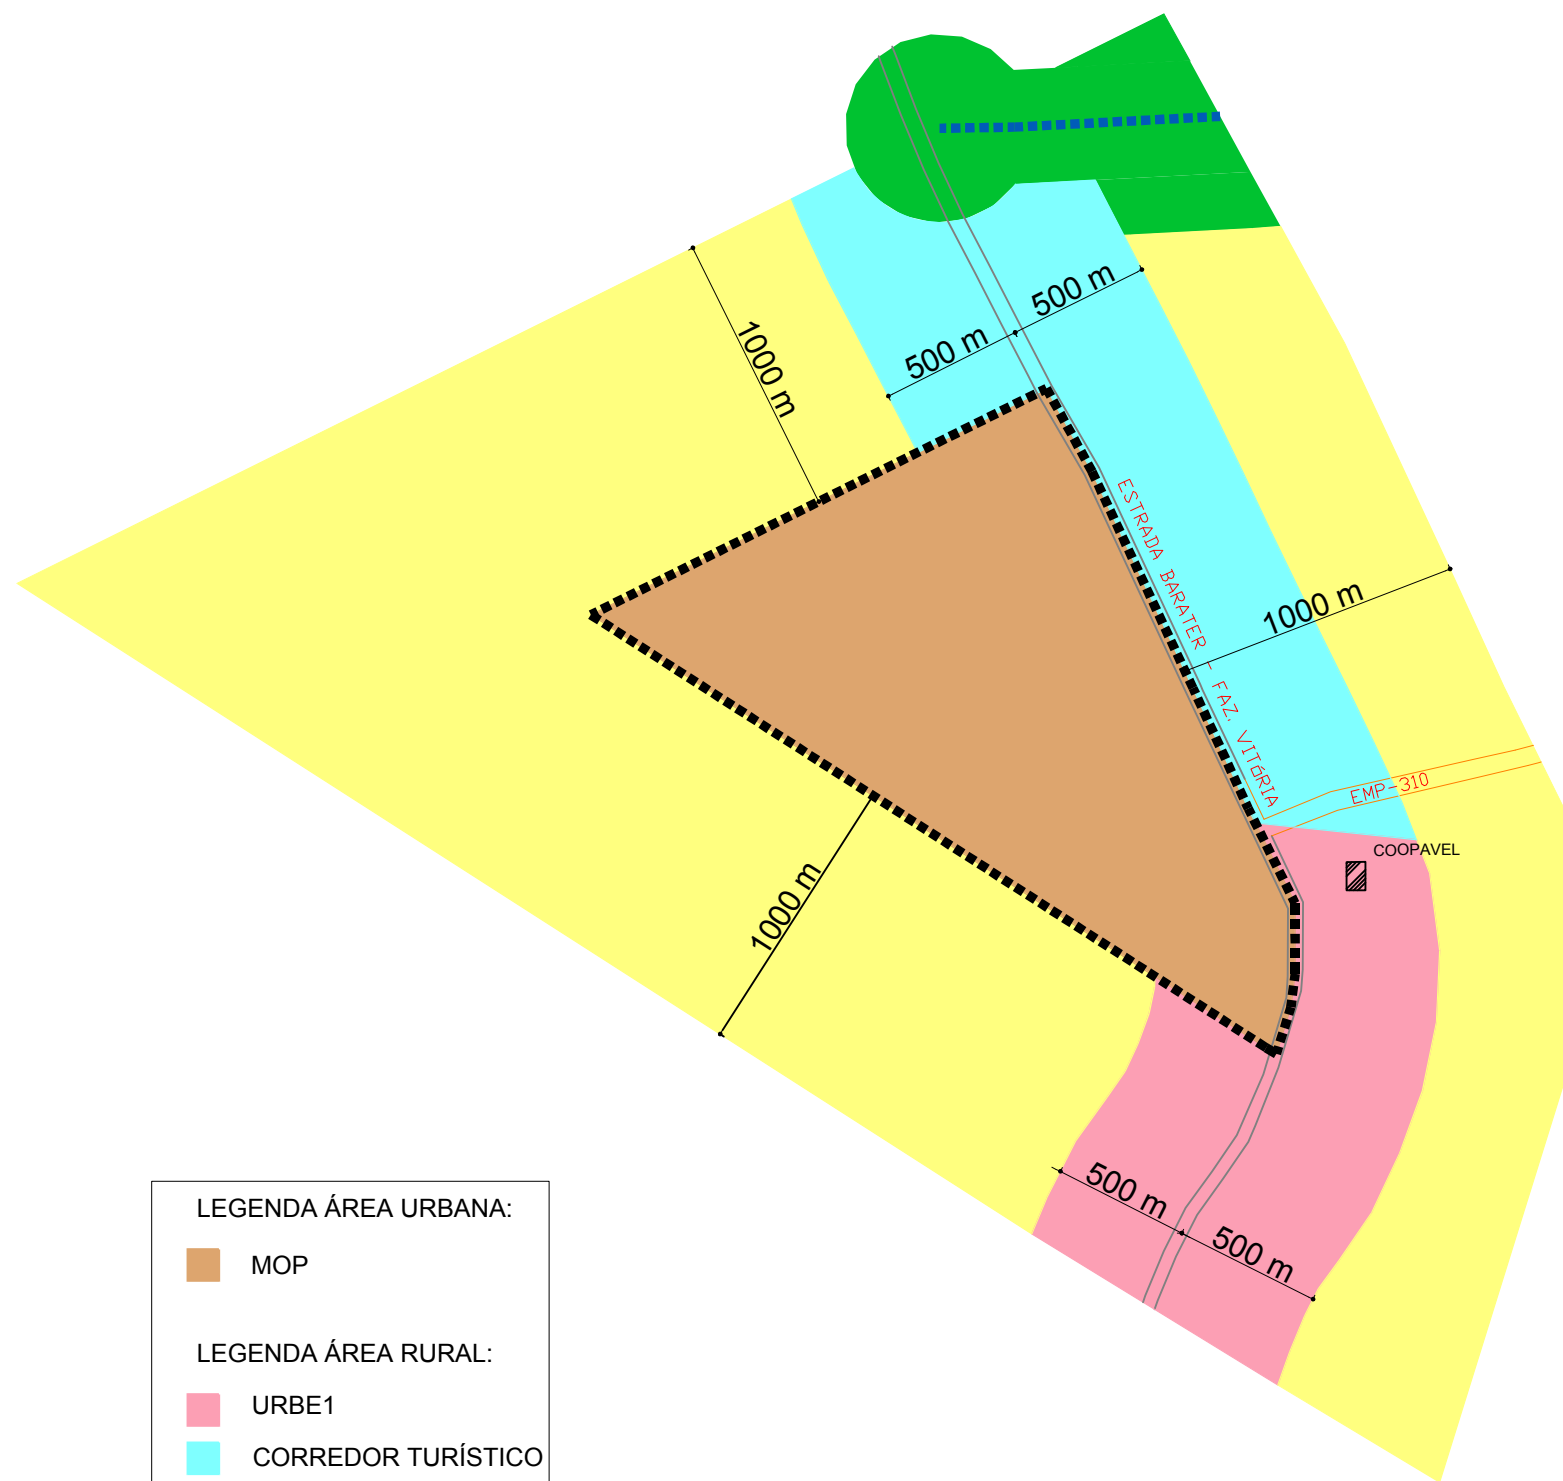 500 m
500 m
1000 m
ESTRADA BARATER - FAZ. VITóRIA
1000 m
EMP-310
COOPAVEL
1000 m
500 m
500 m
LEGENDA ÁREA URBANA:
MOP
LEGENDA ÁREA RURAL:
URBE1
CORREDOR TURÍSTICO